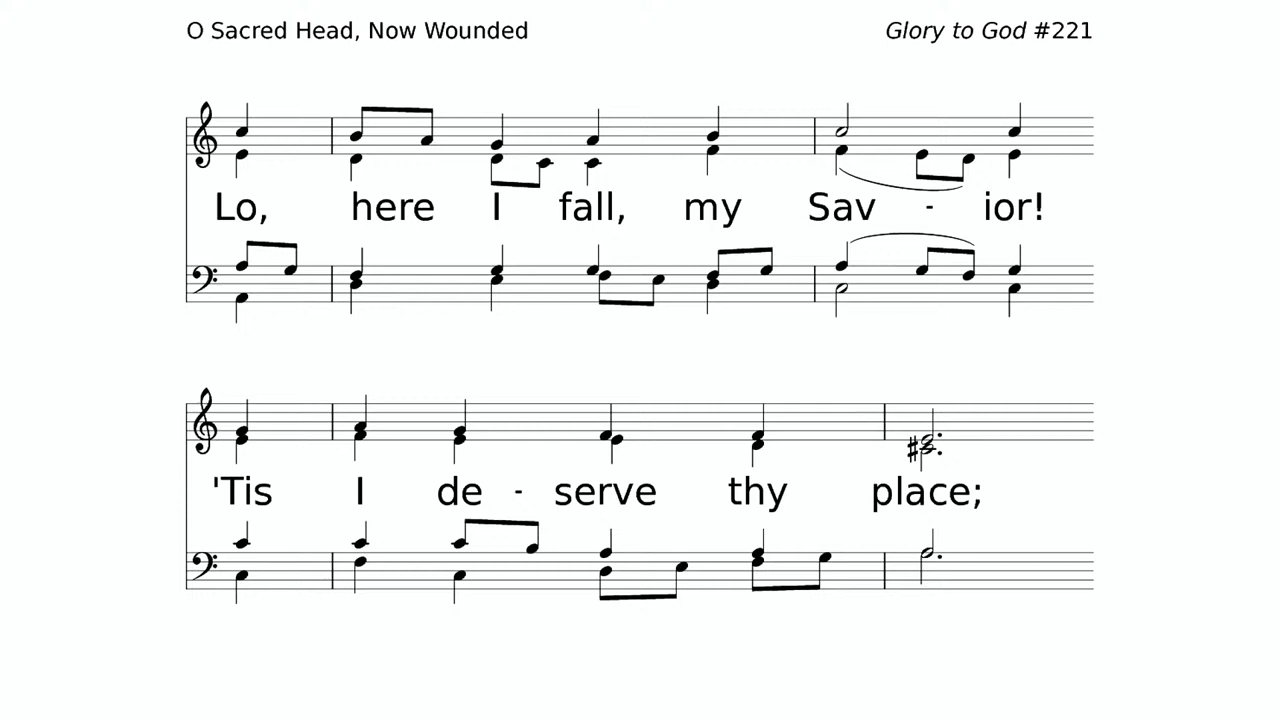 O Sacred Head, Now Wounded Glory to God #221
Lo, here I fall, my Sav - ior!
'Tis I de - serve thy place;